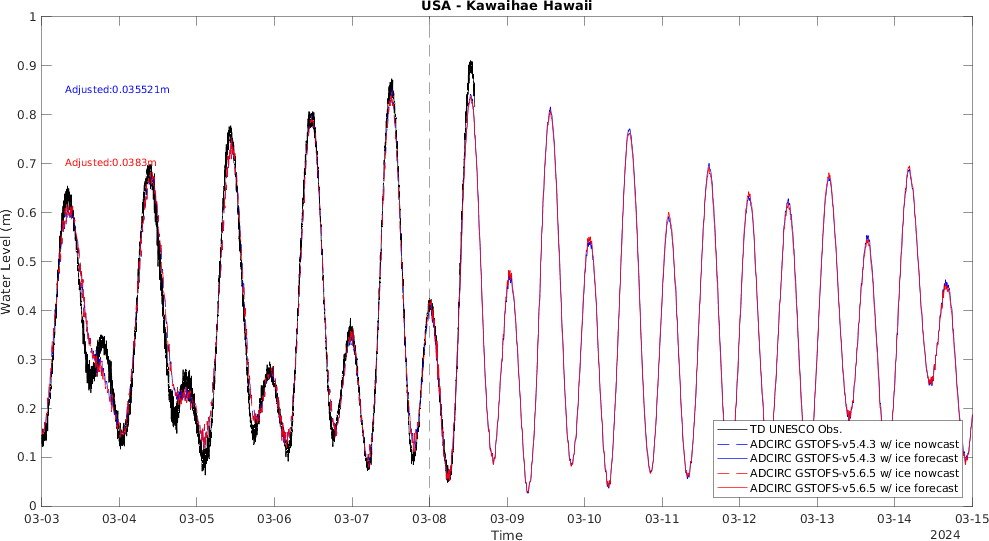 USA - Kawaihae Hawaii
1
0.9
0.8
0.7
0.6
0.5
0.4
0.3
0.2
0.1
0
Water Level (m)
Adjusted:0.035521m
Adjusted:0.0383m
TD UNESCO Obs.
ADCIRC GSTOFS-v5.4.3 w/ ice nowcast
ADCIRC GSTOFS-v5.4.3 w/ ice forecast
ADCIRC GSTOFS-v5.6.5 w/ ice nowcast
ADCIRC GSTOFS-v5.6.5 w/ ice forecast
03-03 03-04 03-05 03-06 03-07 03-08 03-09 03-10 03-11 03-12 03-13 03-14 03-15
Time
2024